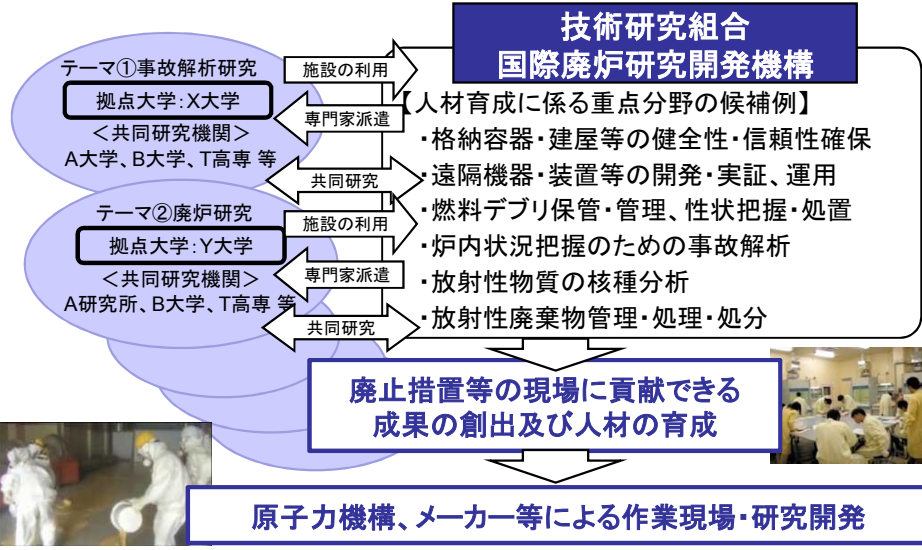 技術研究組合
国際廃炉研究開発機構
テーマ①事故解析研究
拠点大学:X大学
<共同研究機関>
A大学、B大学、T高専 等
施設の利用
専門家派遣
共同研究
テーマ②廃炉研究
拠点大学:Y大学
<共同研究機関>
A研究所、B大学、T高専 等
施設の利用
専門家派遣
共同研究
【人材育成に係る重点分野の候補例】
・格納容器・建屋等の健全性・信頼性確保
・遠隔機器・装置等の開発・実証、運用
・燃料デブリ保管・管理、性状把握・処置
・炉内状況把握のための事故解析
・放射性物質の核種分析
・放射性廃棄物管理・処理・処分
廃止措置等の現場に貢献できる
成果の創出及び人材の育成
原子力機構、メーカー等による作業現場・研究開発